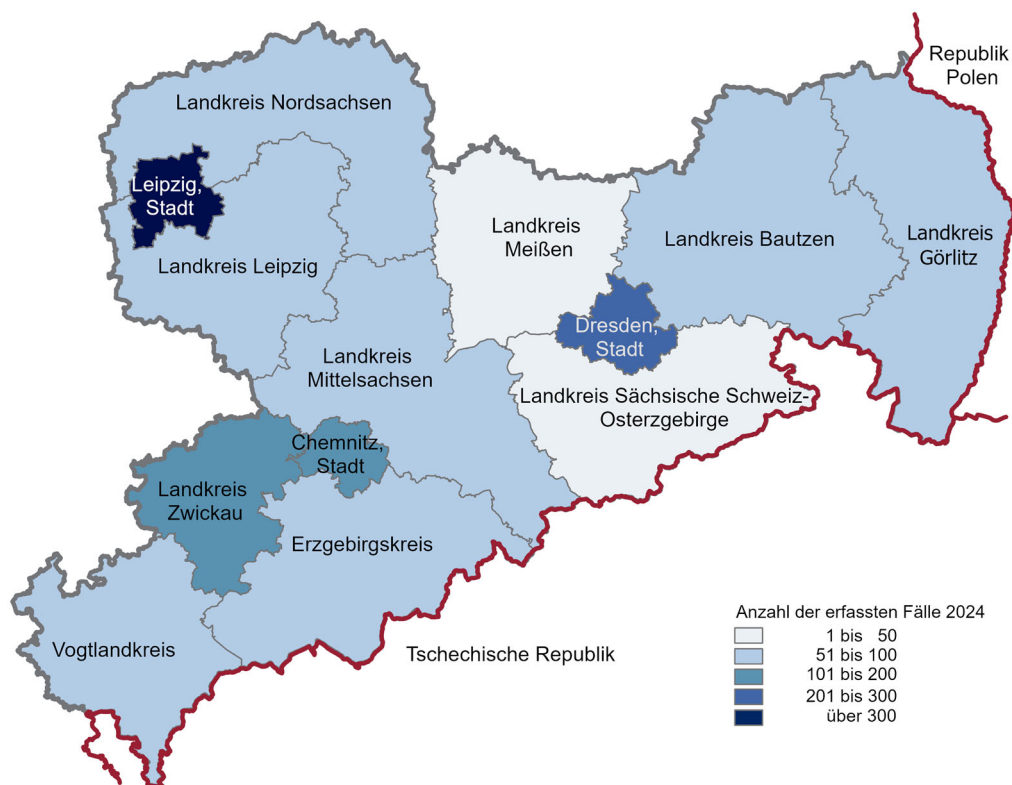 Republik
Polen
Landkreis Nordsachsen
Leipzig,
Stadt
Landkreis
Meißen
Landkreis Bautzen
Landkreis
Görlitz
Landkreis Leipzig
Dresden,
Stadt
Landkreis
Mittelsachsen
Landkreis Sächsische Schweiz-
Osterzgebirge
Chemnitz,
Stadt
Landkreis
Zwickau
Erzgebirgskreis
Vogtlandkreis
Tschechische Republik
Anzahl der erfassten Fälle 2024
1 bis 50
51 bis 100
101 bis 200
201 bis 300
über 300